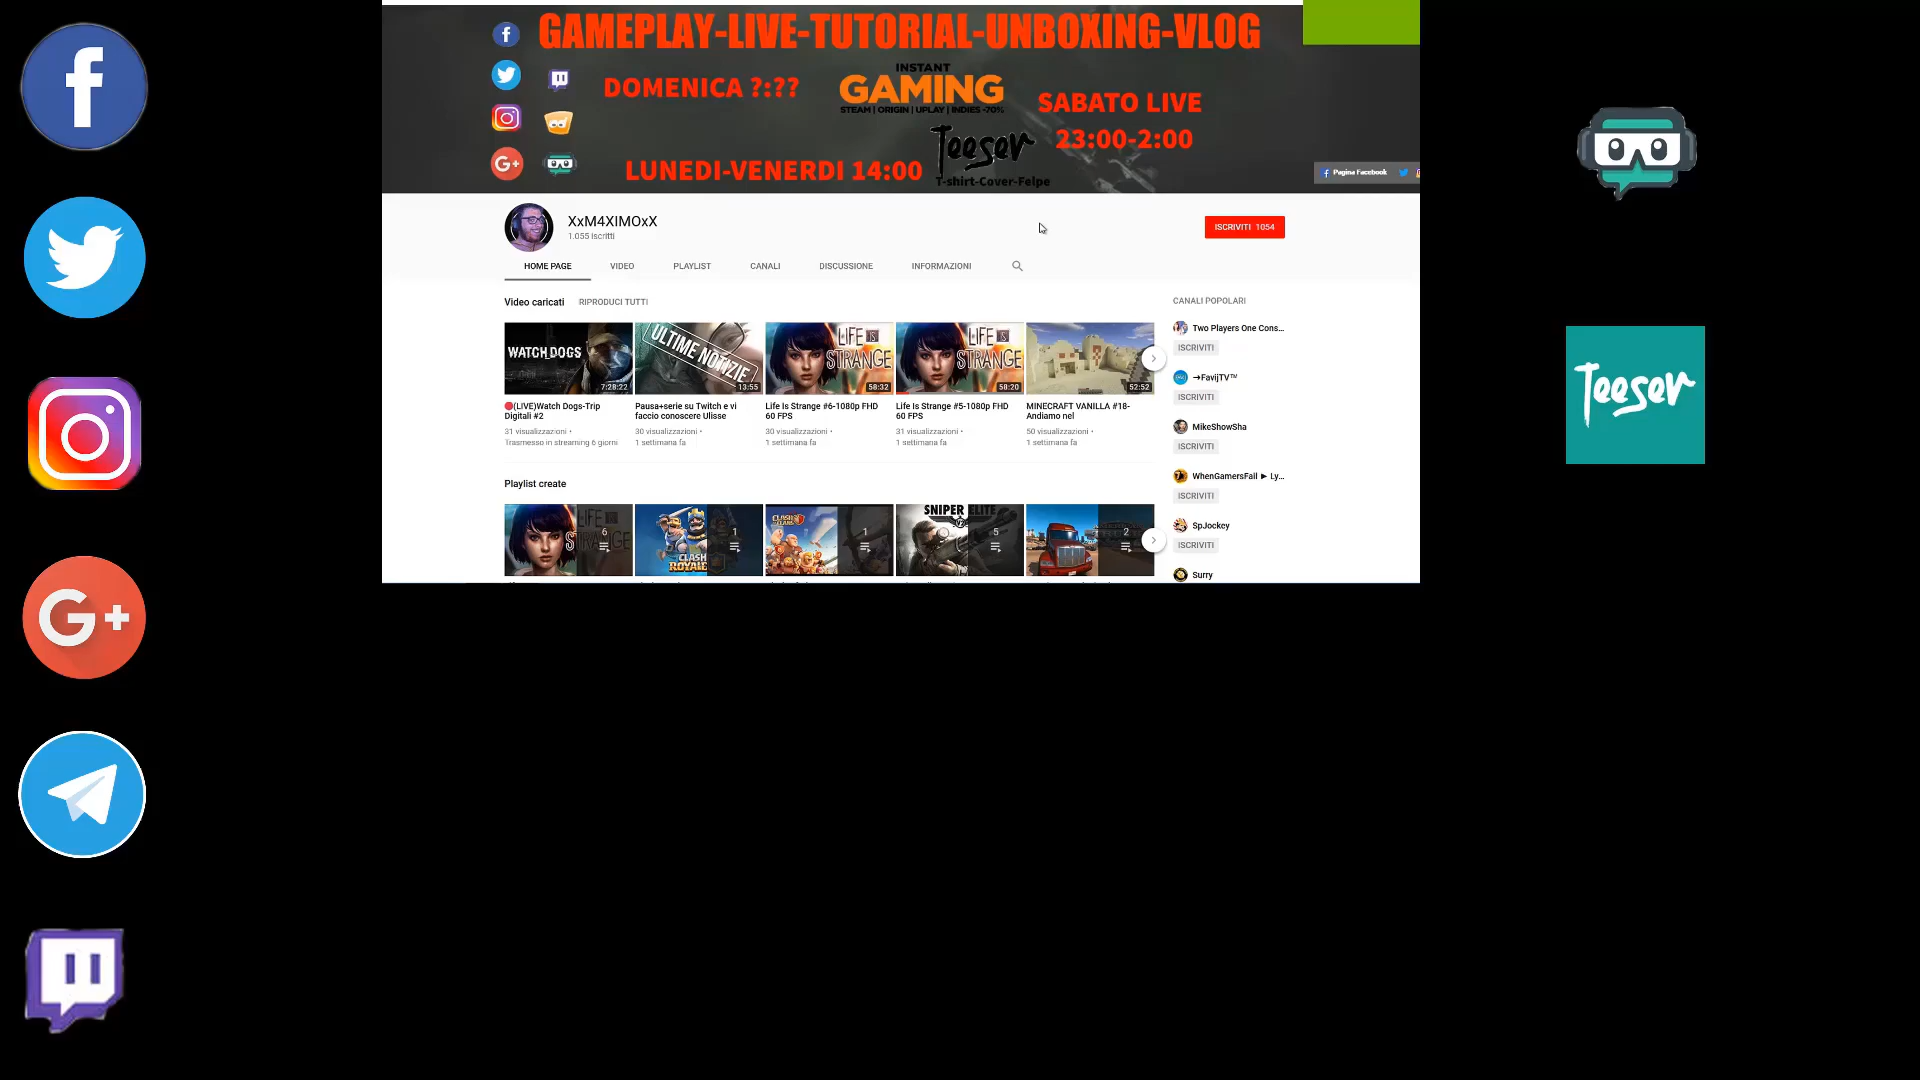 GAMEPLAY-LIVE-TUTORIAL-UNBOXING-VLOG
INSTANT
GAMING
STEAM | ORIGIN | UPLAY | INDIES -70%
DOMENICA ?:??
SABATO LIVE
23:00-2:00
Teeser
T-shirt-Cover-Felpe
LUNEDI-VENERDI 14:00
Pagina Facebook
XxM4XIMOxX
1.055 iscritti
ISCRIVITI 1054
HOME PAGE VIDEO PLAYLIST CANALI DISCUSSIONE INFORMAZIONI
Video caricati RIPRODUCI TUTTI
WATCH DOGS
7:28:22
ULTIME NOTIZIE
13:55
LIFE IS
STRANGE
58:32
LIFE IS
STRANGE
58:20
52:52
(LIVE)Watch Dogs-Trip
Digitali #2
31 visualizzazioni •
Trasmesso in streaming 6 giorni
Pausa+serie su Twitch e vi
faccio conoscere Ulisse
30 visualizzazioni •
1 settimana fa
Life Is Strange #6-1080p FHD
60 FPS
30 visualizzazioni •
1 settimana fa
Life Is Strange #5-1080p FHD
60 FPS
31 visualizzazioni •
1 settimana fa
MINECRAFT VANILLA #18-
Andiamo nel
50 visualizzazioni •
1 settimana fa
Playlist create
LIFE IS
STRANGE
6
CLASH
ROYALE
1
CLASH OF CLANS
1
SNIPER ELITE
5
2
CANALI POPOLARI
Two Players One Cons...
ISCRIVITI
→FavijTV™
ISCRIVITI
MikeShowSha
ISCRIVITI
WhenGamersFail ► Ly...
ISCRIVITI
SpJockey
ISCRIVITI
Surry
f
G+
Teeser